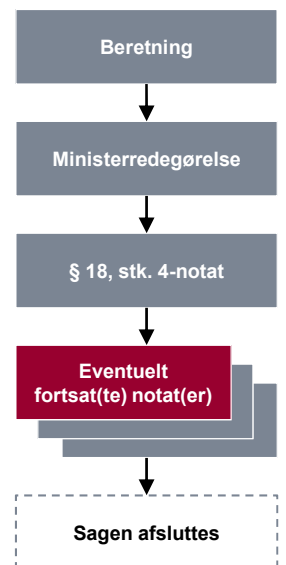 Beretning
Ministerredegørelse
§ 18, stk. 4-notat
Eventuelt
fortsat(te) notat(er)
Sagen afsluttes